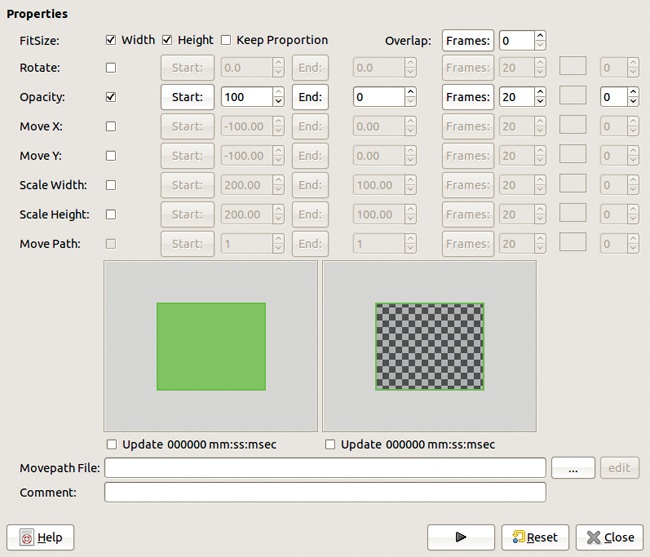 Properties
FitSize: Width Height Keep Proportion Overlap: Frames: 0
Rotate: Start: 0.0 End: 0.0 Frames: 20 0
Opacity: Start: 100 End: 0 Frames: 20 0
Move X: Start: -100.00 End: 0.00 Frames: 20 0
Move Y: Start: -100.00 End: 0.00 Frames: 20 0
Scale Width: Start: 200.00 End: 100.00 Frames: 20 0
Scale Height: Start: 200.00 End: 100.00 Frames: 20 0
Move Path: Start: 1 End: 1 Frames: 20 0
Update 000000 mm:ss:msec Update 000000 mm:ss:msec
Movepath File: ... edit
Comment:
Help Reset Close